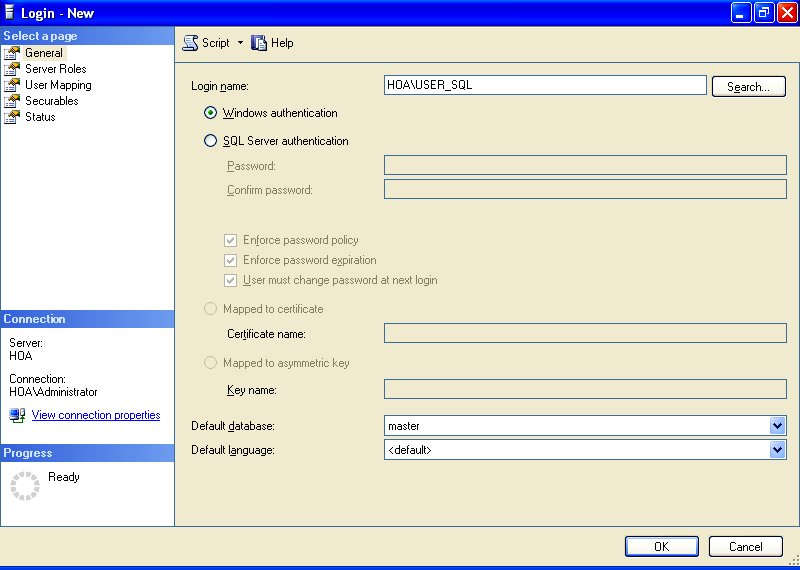 Login - New
Select a page
General
Server Roles
User Mapping
Securables
Status
Script
Help
Login name:
HOA\USER_SQL
Search...
Windows authentication
SQL Server authentication
Password:
Confirm password:
Enforce password policy
Enforce password expiration
User must change password at next login
Mapped to certificate
Certificate name:
Mapped to asymmetric key
Key name:
Default database:
master
Default language:
<default>
Connection
Server:
HOA
Connection:
HOA\Administrator
View connection properties
Progress
Ready
OK
Cancel